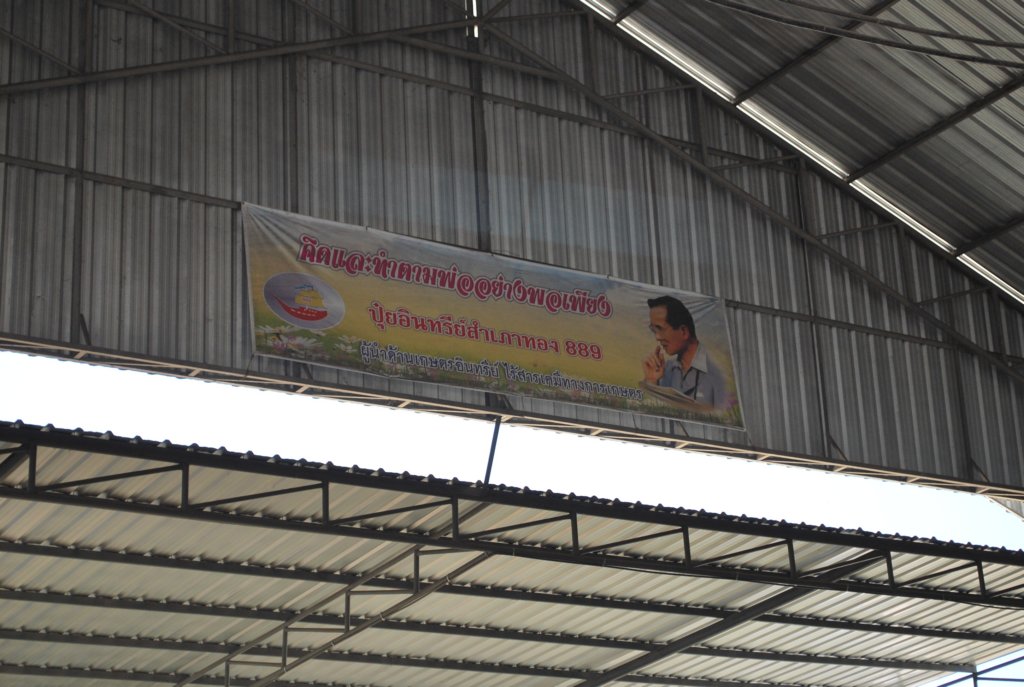 คิดและทำตามพ่ออย่างพอเพียง
ปุ๋ยอินทรีย์สำเภาทอง 889
ผู้นำด้านเกษตรอินทรีย์ ไร้สารเคมีทางการเกษตร